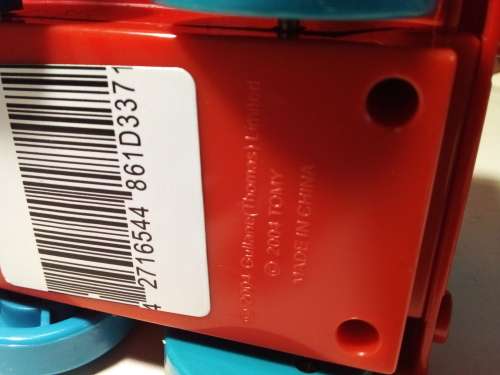 4 2716544 861D3371
© 2004 Gullane(Thomas) Limited
© 2004 TOMY
MADE IN CHINA